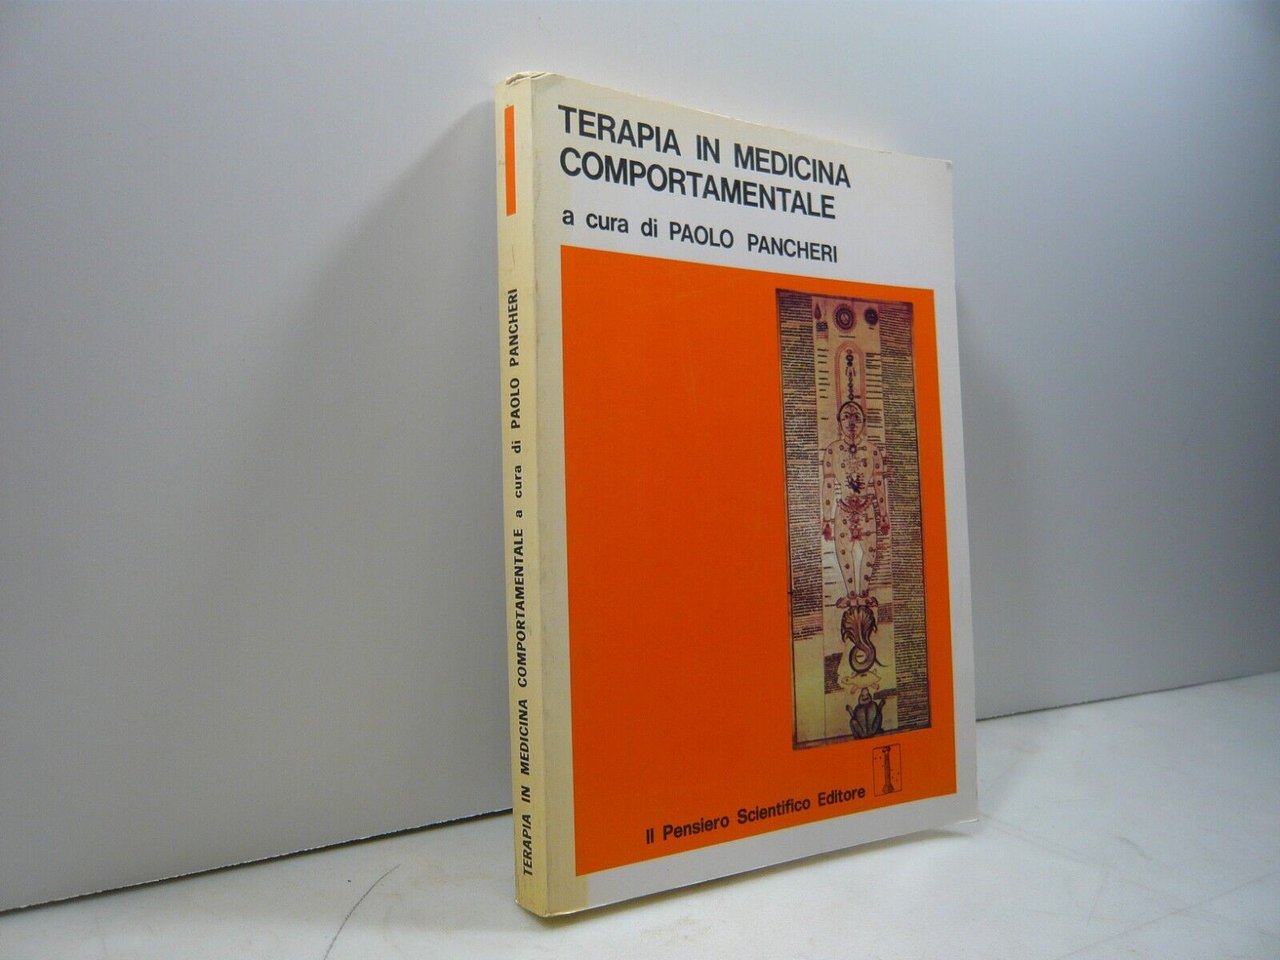 TERAPIA IN MEDICINA
COMPORTAMENTALE
a cura di PAOLO PANCHERI
Il Pensiero Scientifico Editore
TERAPIA IN MEDICINA COMPORTAMENTALE a cura di PAOLO PANCHERI